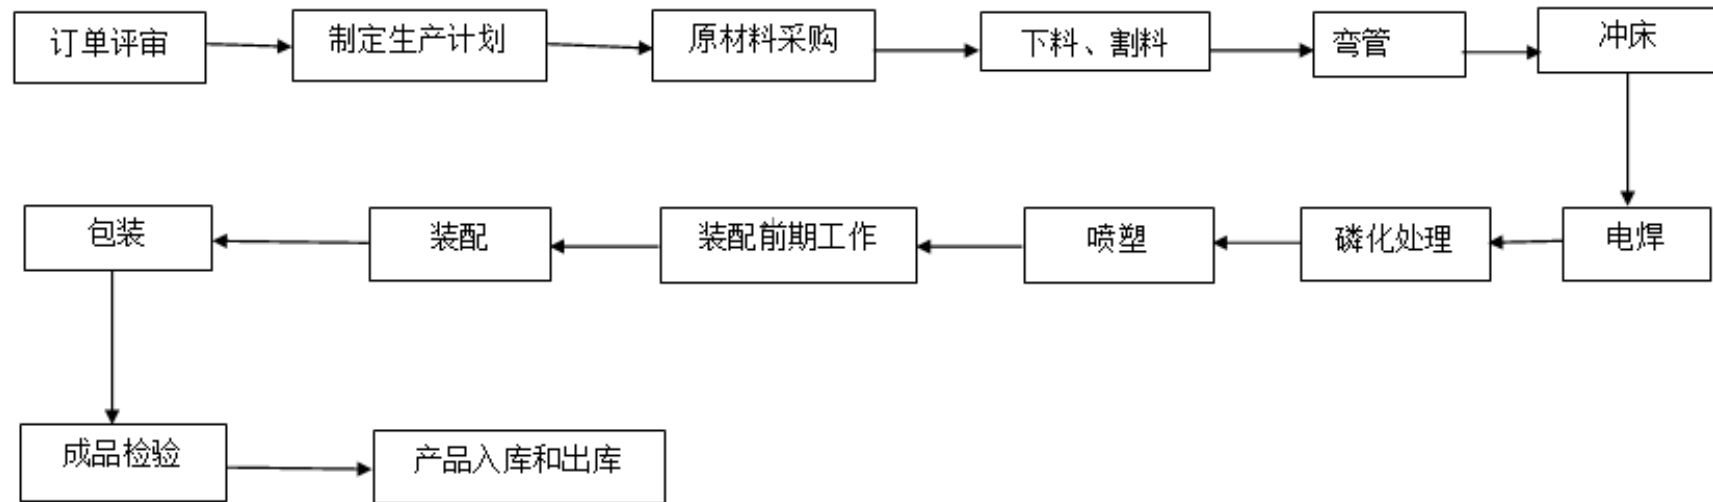 订单评审
制定生产计划
原材料采购
下料、割料
弯管
冲床
电焊
磷化处理
喷塑
装配前期工作
装配
包装
成品检验
产品入库和出库